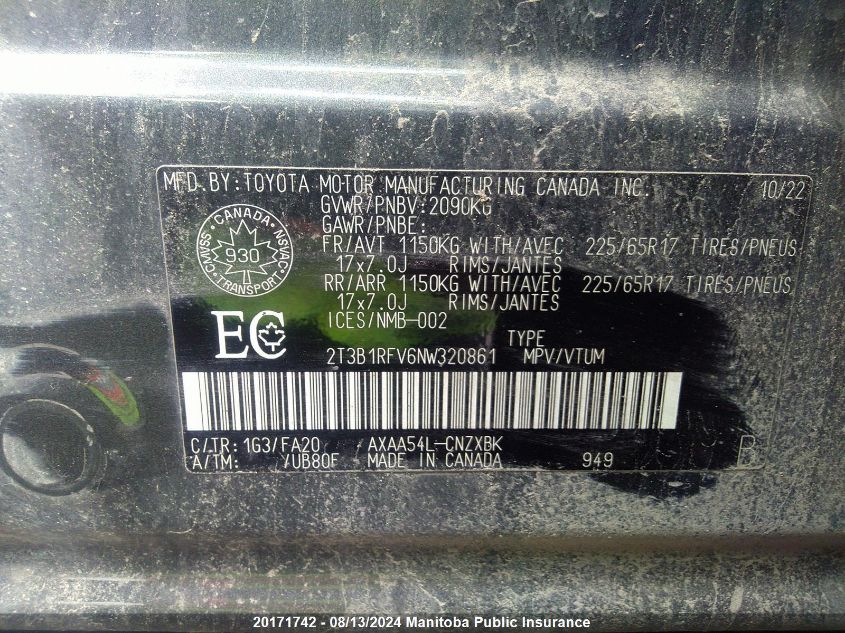 MFD.BY:TOYOTA MOTOR MANUFACTURING CANADA INC. 10/22
GVWR/PNBV:2090KG
GAWR/PNBE:
FR/AVT 1150KG WITH/AVEC 225/65R17 TIRES/PNEUS
17x7.0J RIMS/JANTES
RR/ARR 1150KG WITH/AVEC 225/65R17 TIRES/PNEUS
17x7.0J RIMS/JANTES
CANADA
CMVSS NSVAC
930
TRANSPORT
ICES/NMB-002
EC
TYPE
2T3B1RFV6NW320861 MPV/VTUM
C/TR:1G3/FA20 AXAA54L-CNZXBK
A/TM: /UB80F MADE IN CANADA 949 B
20171742 - 08/13/2024 Manitoba Public Insurance